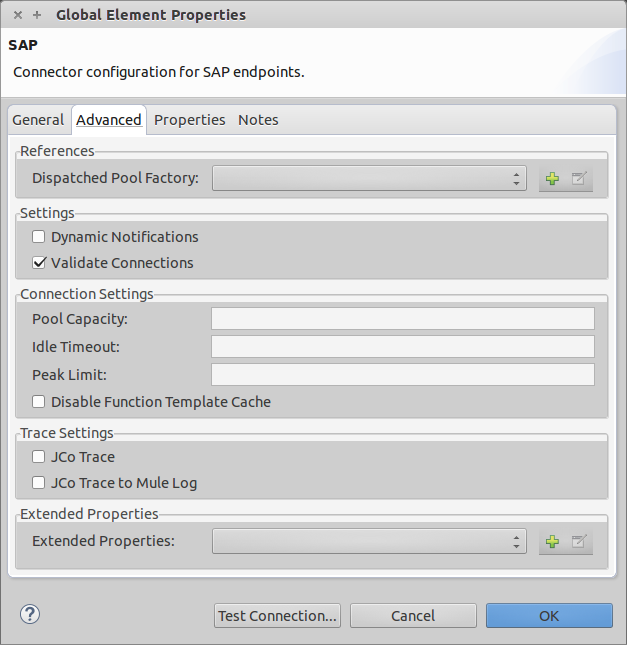 Global Element Properties
SAP
Connector configuration for SAP endpoints.
General Advanced Properties Notes
References
Dispatched Pool Factory:
Settings
Dynamic Notifications
Validate Connections
Connection Settings
Pool Capacity:
Idle Timeout:
Peak Limit:
Disable Function Template Cache
Trace Settings
JCo Trace
JCo Trace to Mule Log
Extended Properties
Extended Properties:
? Test Connection... Cancel OK